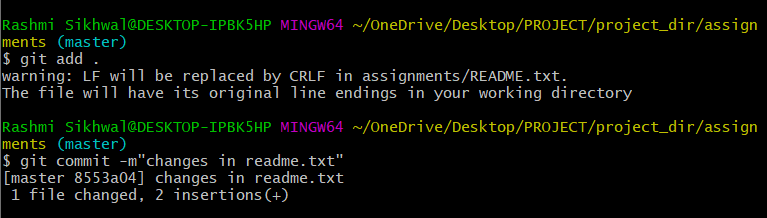 Rashmi Sikhwal@DESKTOP-IPBK5HP MINGW64 ~/OneDrive/Desktop/PROJECT/project_dir/assign
ments (master)
$ git add .
warning: LF will be replaced by CRLF in assignments/README.txt.
The file will have its original line endings in your working directory
Rashmi Sikhwal@DESKTOP-IPBK5HP MINGW64 ~/OneDrive/Desktop/PROJECT/project_dir/assign
ments (master)
$ git commit -m"changes in readme.txt"
[master 8553a04] changes in readme.txt
 1 file changed, 2 insertions(+)